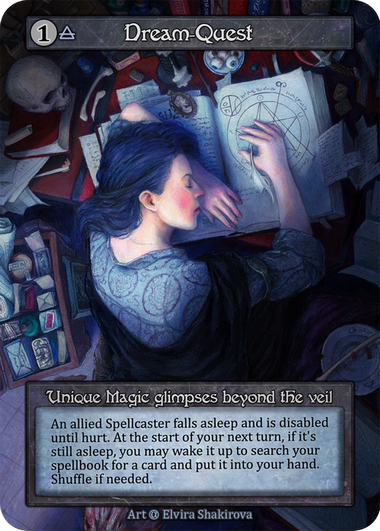 1
Dream-Quest
Unique Magic glimpses beyond the veil
An allied Spellcaster falls asleep and is disabled
until hurt. At the start of your next turn, if it's
still asleep, you may wake it up to search your
spellbook for a card and put it into your hand.
Shuffle if needed.
Art @ Elvira Shakirova